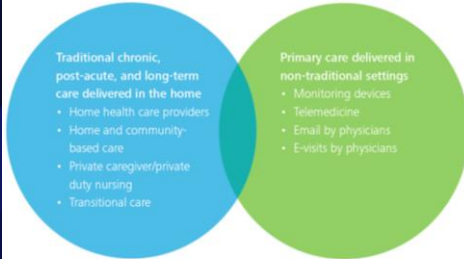 Traditional chronic,
post-acute, and long-term
care delivered in the home
• Home health care providers
• Home and community-
based care
• Private caregiver/private
duty nursing
• Transitional care
Primary care delivered in
non-traditional settings
• Monitoring devices
• Telemedicine
• Email by physicians
• E-visits by physicians